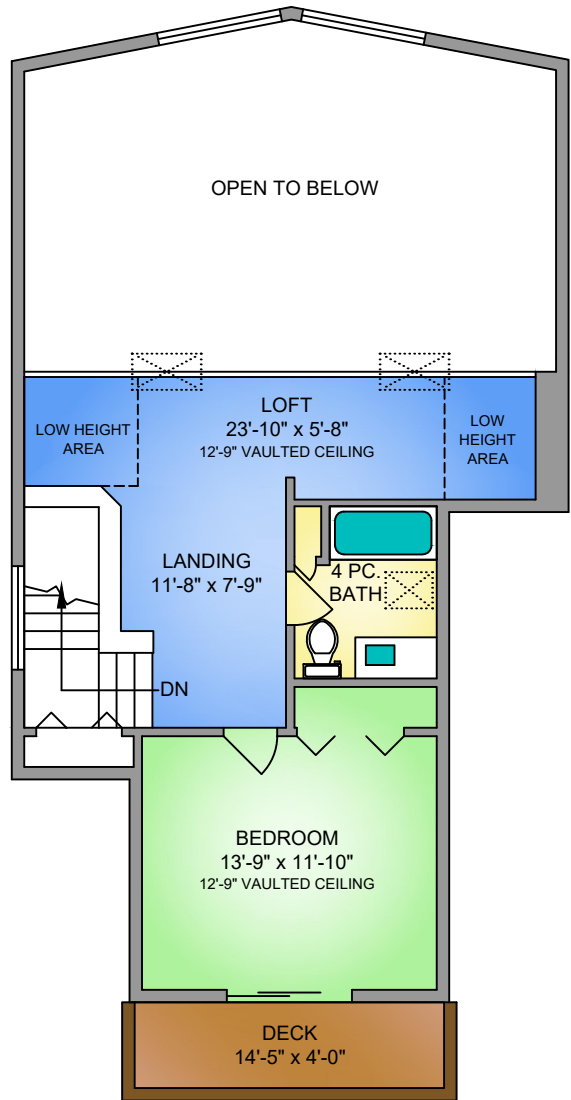 OPEN TO BELOW
LOFT
23'-10" x 5'-8"
12'-9" VAULTED CEILING
LOW HEIGHT
AREA
LOW
HEIGHT
AREA
LANDING
11'-8" x 7'-9"
4 PC.
BATH
DN
BEDROOM
13'-9" x 11'-10"
12'-9" VAULTED CEILING
DECK
14'-5" x 4'-0"